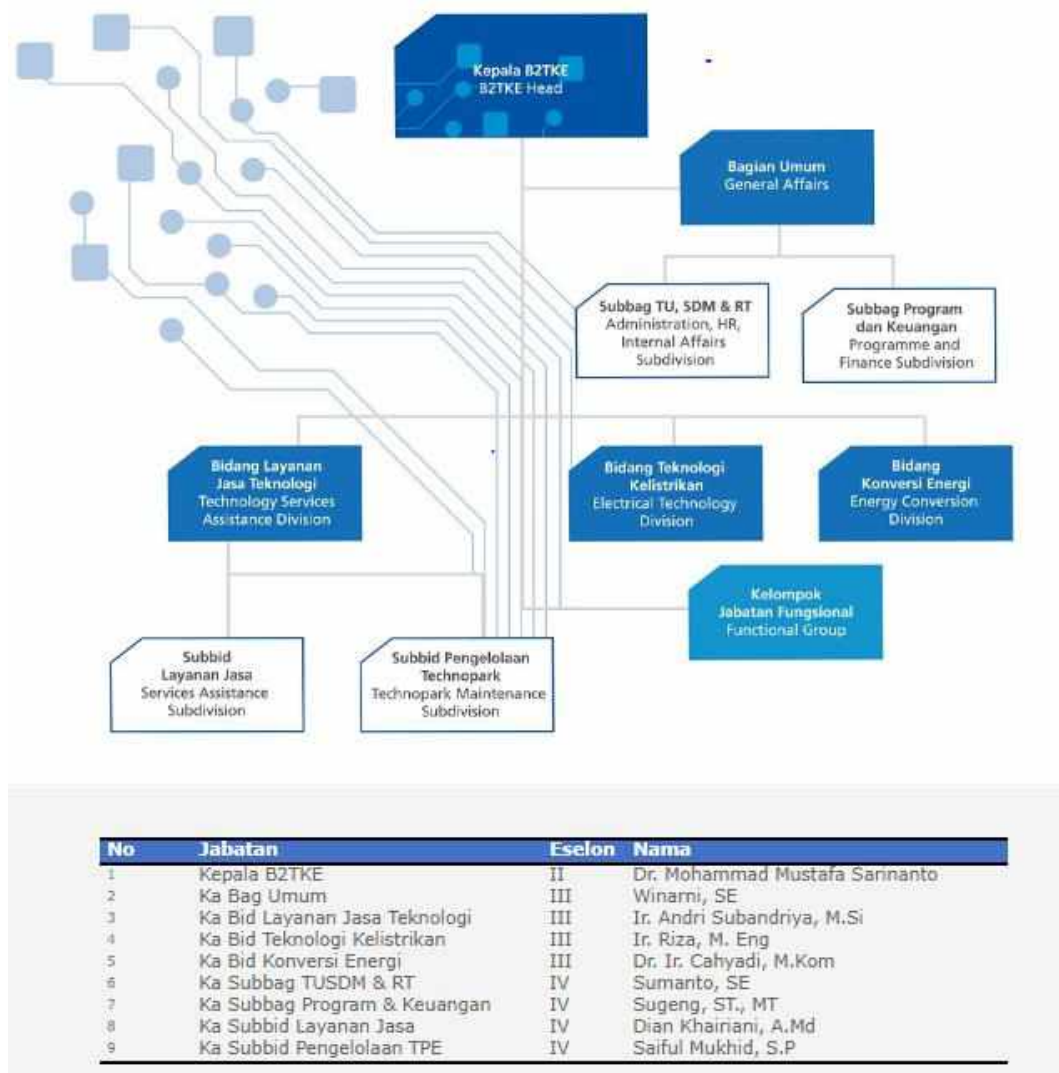 Kepala B2TKE
B2TKE Head
Bagian Umum
General Affairs
Subbag TU, SDM & RT
Administration, HR,
Internal Affairs
Subdivision
Subbag Program
dan Keuangan
Programme and
Finance Subdivision
Bidang Layanan
Jasa Teknologi
Technology Services
Assistance Division
Bidang Teknologi
Kelistrikan
Electrical Technology
Division
Bidang
Konversi Energi
Energy Conversion
Division
Kelompok
Jabatan Fungsional
Functional Group
Subbid
Layanan Jasa
Services Assistance
Subdivision
Subbid Pengelolaan
Technopark
Technopark Maintenance
Subdivision
No Jabatan Eselon Nama
1 Kepala B2TKE II Dr. Mohammad Mustafa Sarinanto
2 Ka Bag Umum III Winarni, SE
3 Ka Bid Layanan Jasa Teknologi III Ir. Andri Subandriya, M.Si
4 Ka Bid Teknologi Kelistrikan III Ir. Riza, M. Eng
5 Ka Bid Konversi Energi III Dr. Ir. Cahyadi, M.Kom
6 Ka Subbag TUSDM & RT IV Sumanto, SE
7 Ka Subbag Program & Keuangan IV Sugeng, ST., MT
8 Ka Subbid Layanan Jasa IV Dian Khairiani, A.Md
9 Ka Subbid Pengelolaan TPE IV Saiful Mukhid, S.P